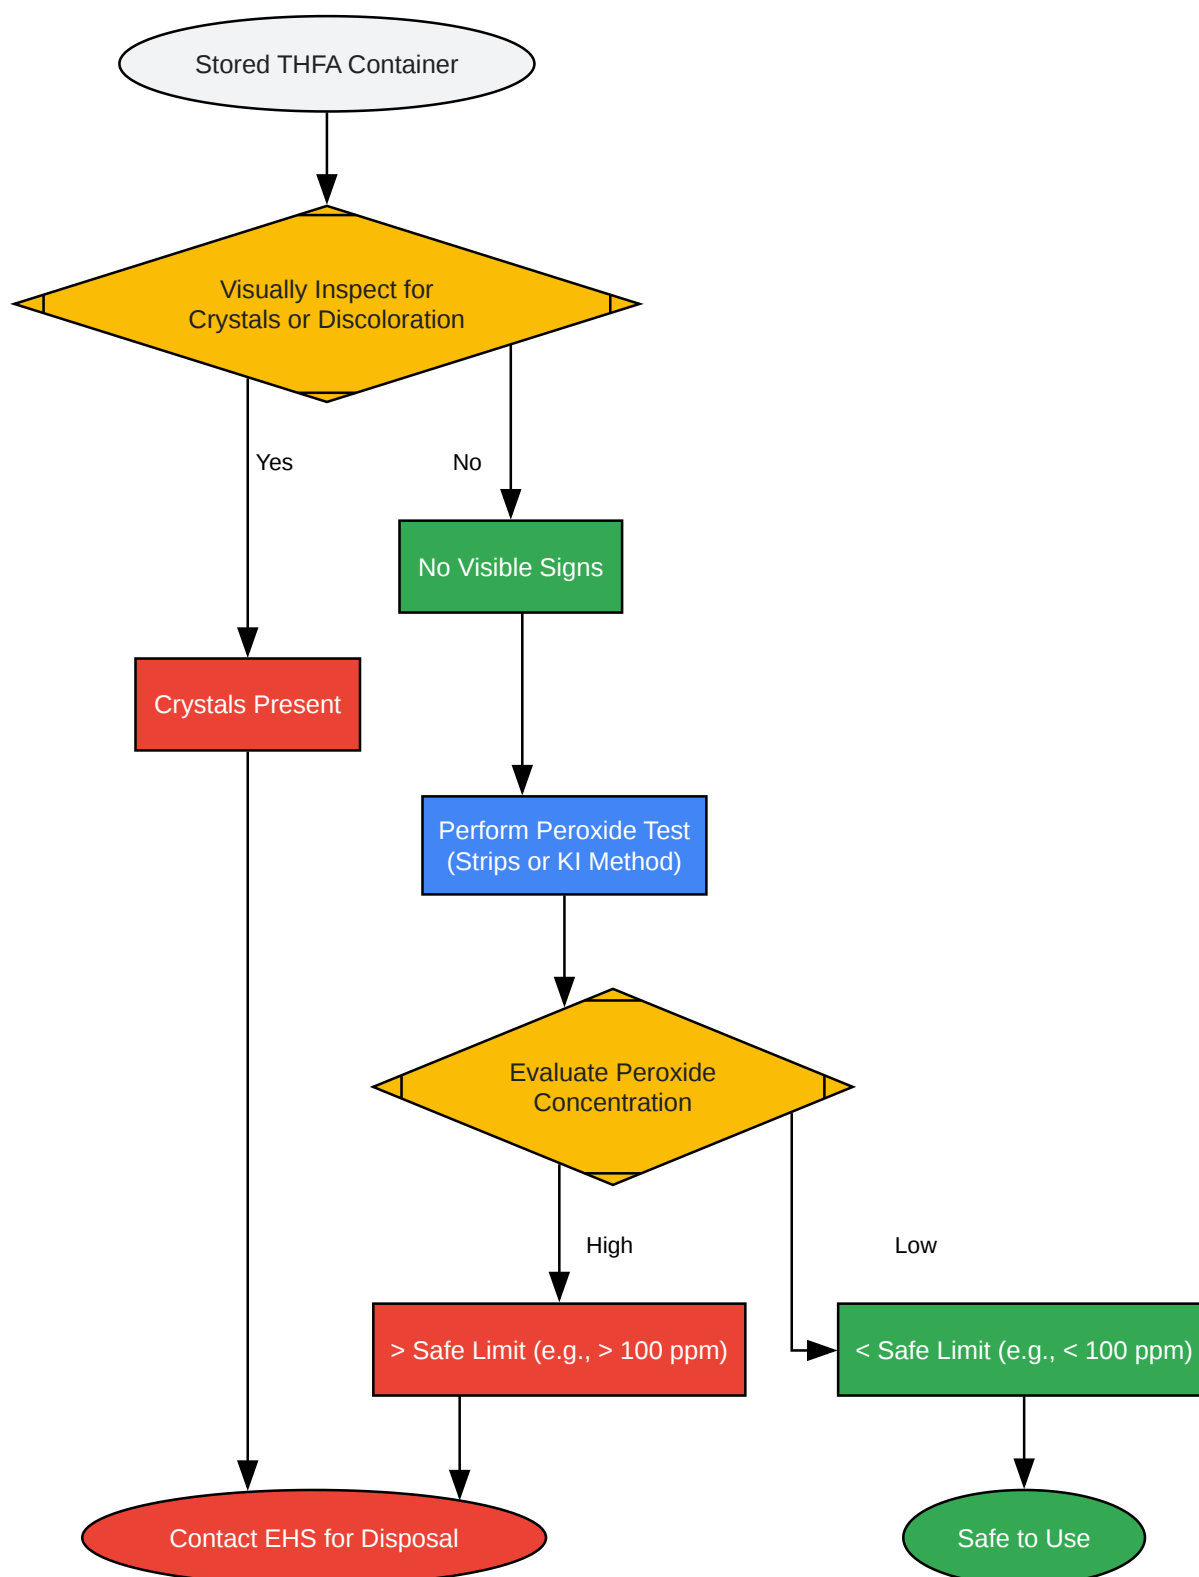 Stored THFA Container
Visually Inspect for
Crystals or Discoloration
Yes
No
No Visible Signs
Crystals Present
Perform Peroxide Test
(Strips or KI Method)
Evaluate Peroxide
Concentration
High
Low
> Safe Limit (e.g., > 100 ppm)
< Safe Limit (e.g., < 100 ppm)
Contact EHS for Disposal
Safe to Use